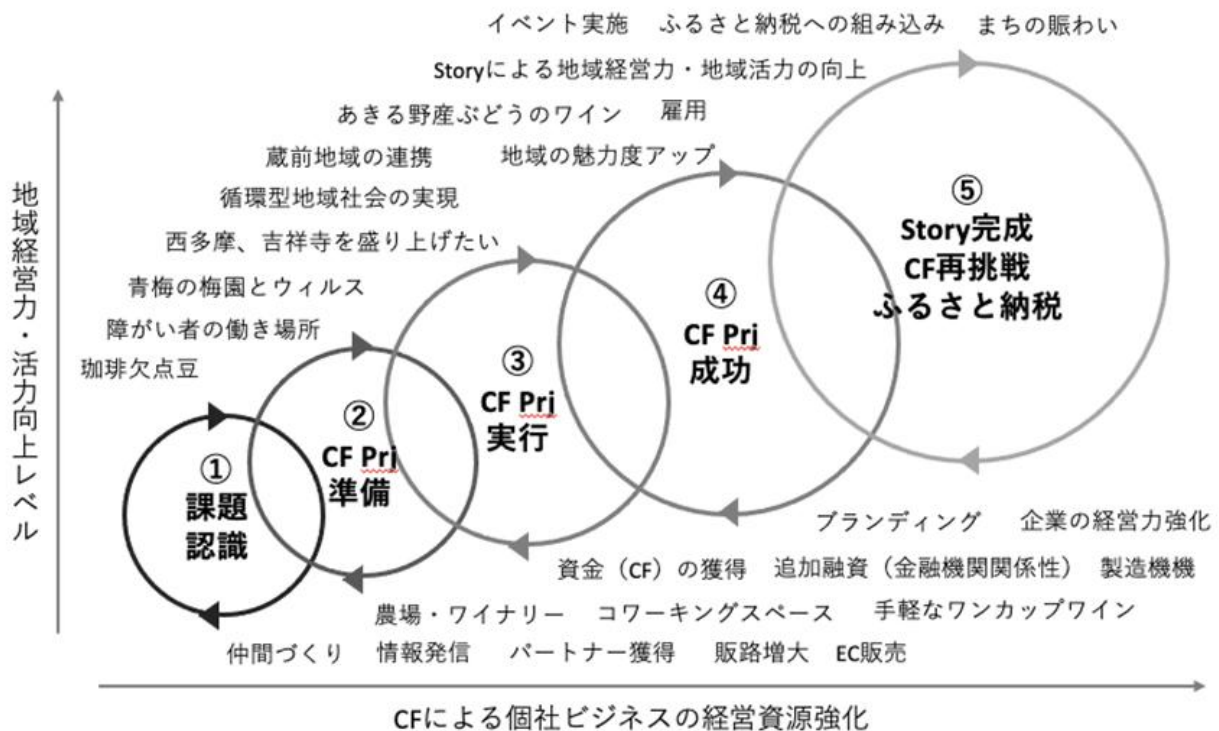 イベント実施 ふるさと納税への組み込み まちの賑わい
Storyによる地域経営力・地域活力の向上
あきる野産ぶどうのワイン 雇用
蔵前地域の連携 地域の魅力度アップ
循環型地域社会の実現
西多摩、吉祥寺を盛り上げたい
青梅の梅園とウィルス
障がい者の働き場所
珈琲欠点豆
地域経営力・活力向上レベル
①
課題
認識
②
CF Prj
準備
③
CF Prj
実行
④
CF Prj
成功
⑤
Story完成
CF再挑戦
ふるさと納税
ブランディング 企業の経営力強化
資金（CF）の獲得 追加融資（金融機関関係性） 製造機機
農場・ワイナリー コワーキングスペース 手軽なワンカップワイン
仲間づくり 情報発信 パートナー獲得 販路増大 EC販売
CFによる個社ビジネスの経営資源強化